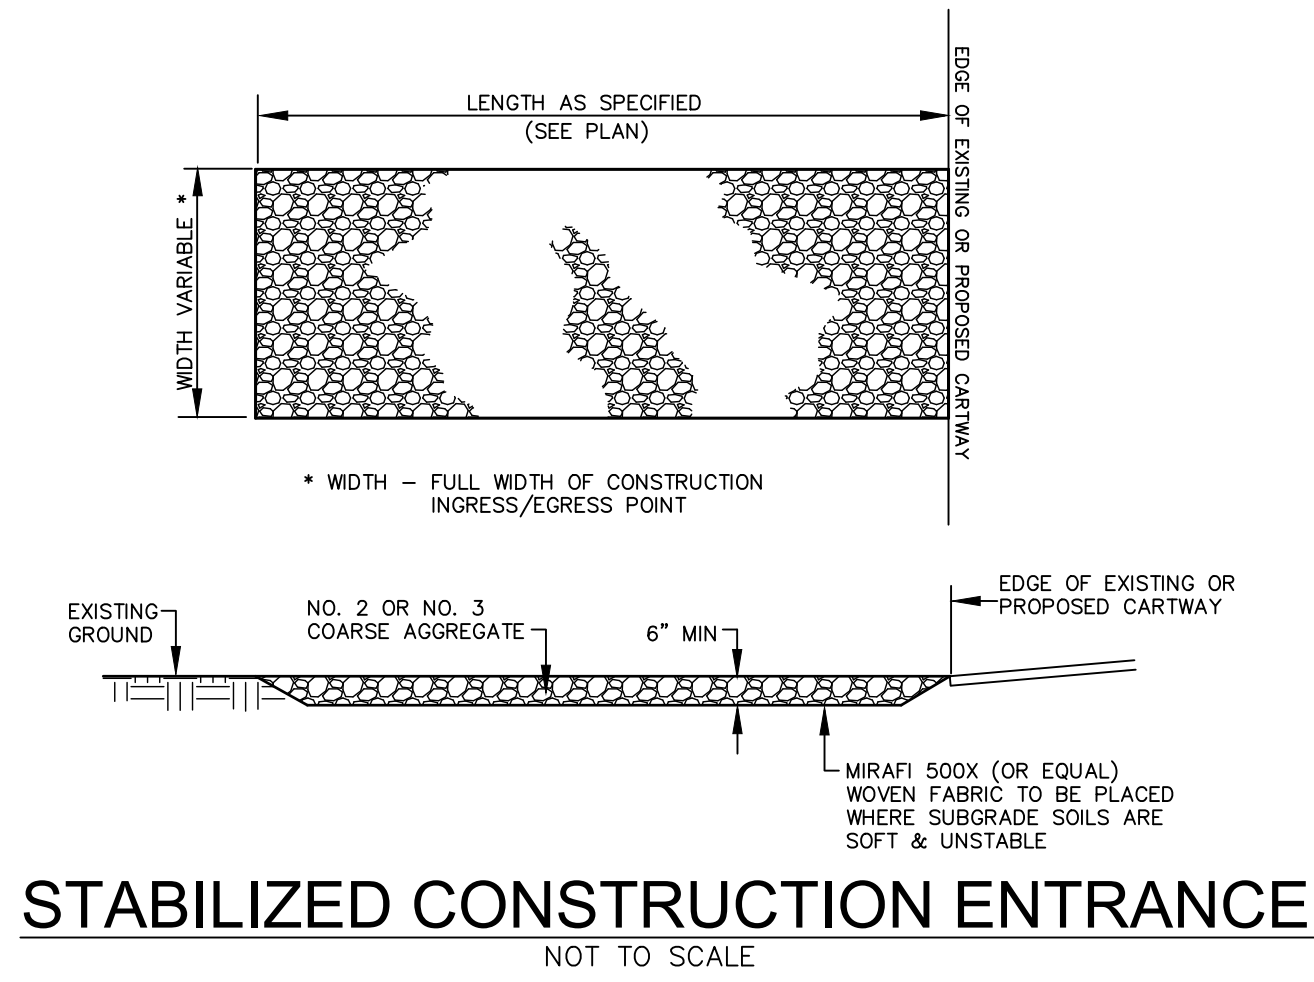 LENGTH AS SPECIFIED
(SEE PLAN)
EDGE OF EXISTING OR PROPOSED CARTWAY
WIDTH VARIABLE *
* WIDTH – FULL WIDTH OF CONSTRUCTION
INGRESS/EGRESS POINT
EXISTING
GROUND
NO. 2 OR NO. 3
COARSE AGGREGATE
6" MIN
EDGE OF EXISTING OR
PROPOSED CARTWAY
MIRAFI 500X (OR EQUAL)
WOVEN FABRIC TO BE PLACED
WHERE SUBGRADE SOILS ARE
SOFT & UNSTABLE
STABILIZED CONSTRUCTION ENTRANCE
NOT TO SCALE